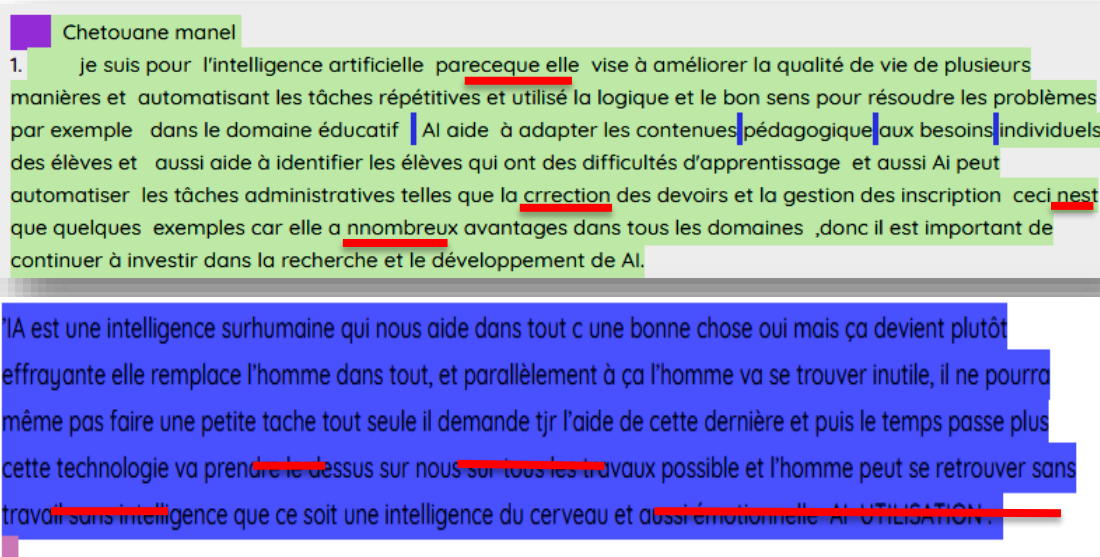 Chetouane manel
1. je suis pour l'intelligence artificielle pareceque elle vise à améliorer la qualité de vie de plusieurs
manières et automatisant les tâches répétitives et utilisé la logique et le bon sens pour résoudre les problèmes
par exemple dans le domaine éducatif AI aide à adapter les contenues pédagogique aux besoins individuels
des élèves et aussi aide à identifier les élèves qui ont des difficultés d'apprentissage et aussi Ai peut
automatiser les tâches administratives telles que la crrection des devoirs et la gestion des inscription ceci nest
que quelques exemples car elle a nnombreux avantages dans tous les domaines ,donc il est important de
continuer à investir dans la recherche et le développement de AI.
'IA est une intelligence surhumaine qui nous aide dans tout c une bonne chose oui mais ça devient plutôt
effrayante elle remplace l'homme dans tout, et parallèlement à ça l'homme va se trouver inutile, il ne pourra
même pas faire une petite tache tout seule il demande tjr l'aide de cette dernière et puis le temps passe plus
cette technologie va prendre le dessus sur nous sur tous les travaux possible et l'homme peut se retrouver sans
travail sans intelligence que ce soit une intelligence du cerveau et aussi émotionnelle AI UTILISATION .